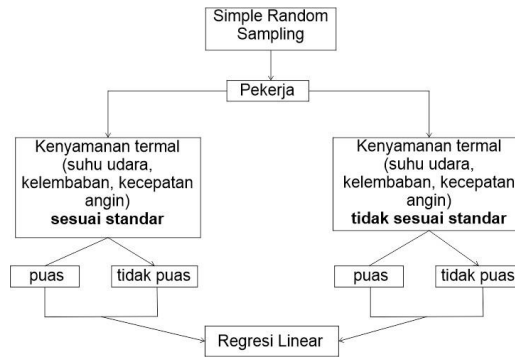 Simple Random
Sampling
Pekerja
Kenyamanan termal
(suhu udara,
kelembaban, kecepatan
angin)
sesuai standar
Kenyamanan termal
(suhu udara,
kelembaban, kecepatan
angin)
tidak sesuai standar
puas
tidak puas
puas
tidak puas
Regresi Linear